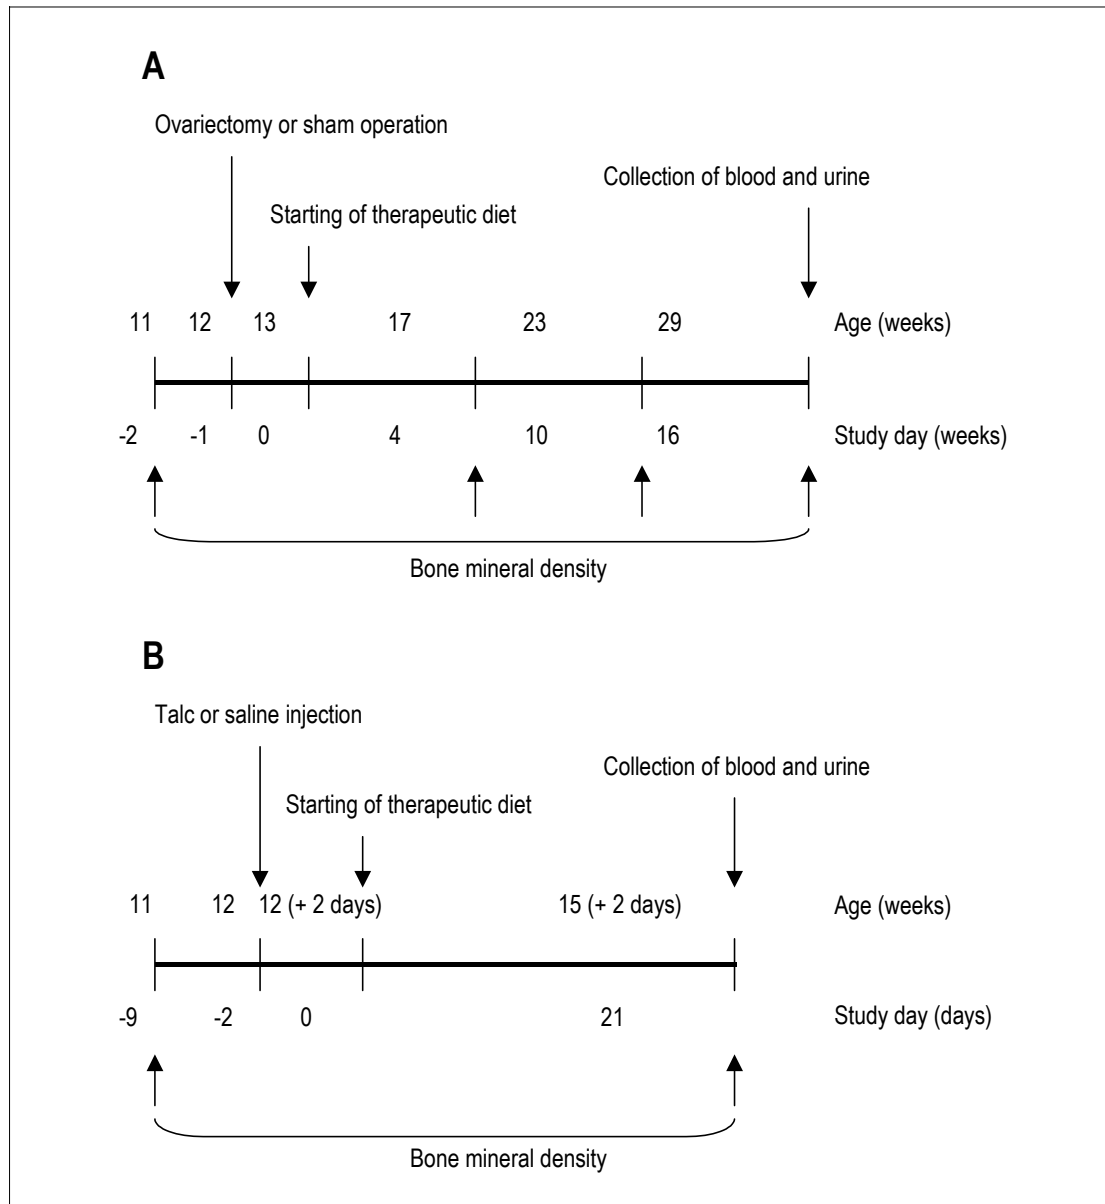 A
Ovariectomy or sham operation
Collection of blood and urine
Starting of therapeutic diet
11 12 13 17 23 29 Age (weeks)
-2 -1 0 4 10 16 Study day (weeks)
Bone mineral density
B
Talc or saline injection
Collection of blood and urine
Starting of therapeutic diet
11 12 12 (+ 2 days) 15 (+ 2 days) Age (weeks)
-9 -2 0 21 Study day (days)
Bone mineral density